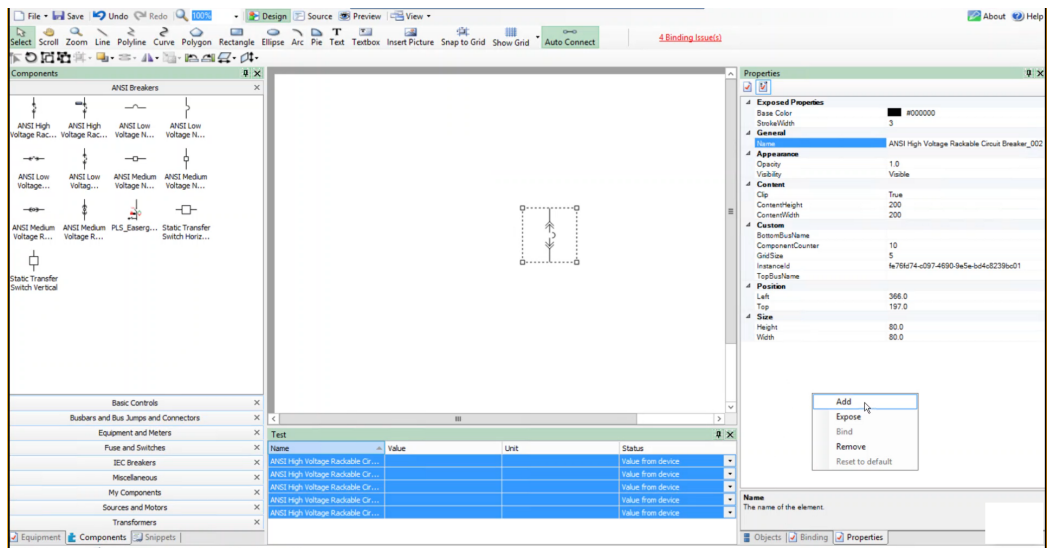 File Save Undo Redo 100% Design Source Preview View About Help
Select Scroll Zoom Line Polyline Curve Polygon Rectangle Ellipse Arc Pie Text Textbox Insert Picture Snap to Grid Show Grid Auto Connect 4 Binding Issue(s)
Components
ANSI Breakers
ANSI High Voltage Rac... ANSI High Voltage Rac... ANSI Low Voltage N... ANSI Low Voltage N...
ANSI Low Voltage... ANSI Low Voltag... ANSI Medium Voltage N... ANSI Medium Voltage N...
ANSI Medium Voltage R... ANSI Medium Voltage R... PLS_Easerg... Static Transfer Switch Horiz...
Static Transfer Switch Vertical
Basic Controls
Busbars and Bus Jumps and Connectors
Equipment and Meters
Fuse and Switches
IEC Breakers
Miscellaneous
My Components
Sources and Motors
Transformers
Equipment Components Snippets
Test
Name Value Unit Status
ANSI High Voltage Rackable Cir... Value from device
ANSI High Voltage Rackable Cir... Value from device
ANSI High Voltage Rackable Cir... Value from device
ANSI High Voltage Rackable Cir... Value from device
ANSI High Voltage Rackable Cir... Value from device
Properties
Exposed Properties
Base Color #000000
StrokeWidth 3
General
Name ANSI High Voltage Rackable Circuit Breaker_002
Appearance
Opacity 1.0
Visibility Visible
Content
Clip True
ContentHeight 200
ContentWidth 200
Custom
BottomBusName
ComponentCounter 10
GridSize 5
InstanceId fe76fd74-c097-4690-9e5e-bd4c8239bc01
TopBusName
Position
Left 366.0
Top 197.0
Size
Height 80.0
Width 80.0
Add
Expose
Bind
Remove
Reset to default
Name
The name of the element.
Objects Binding Properties